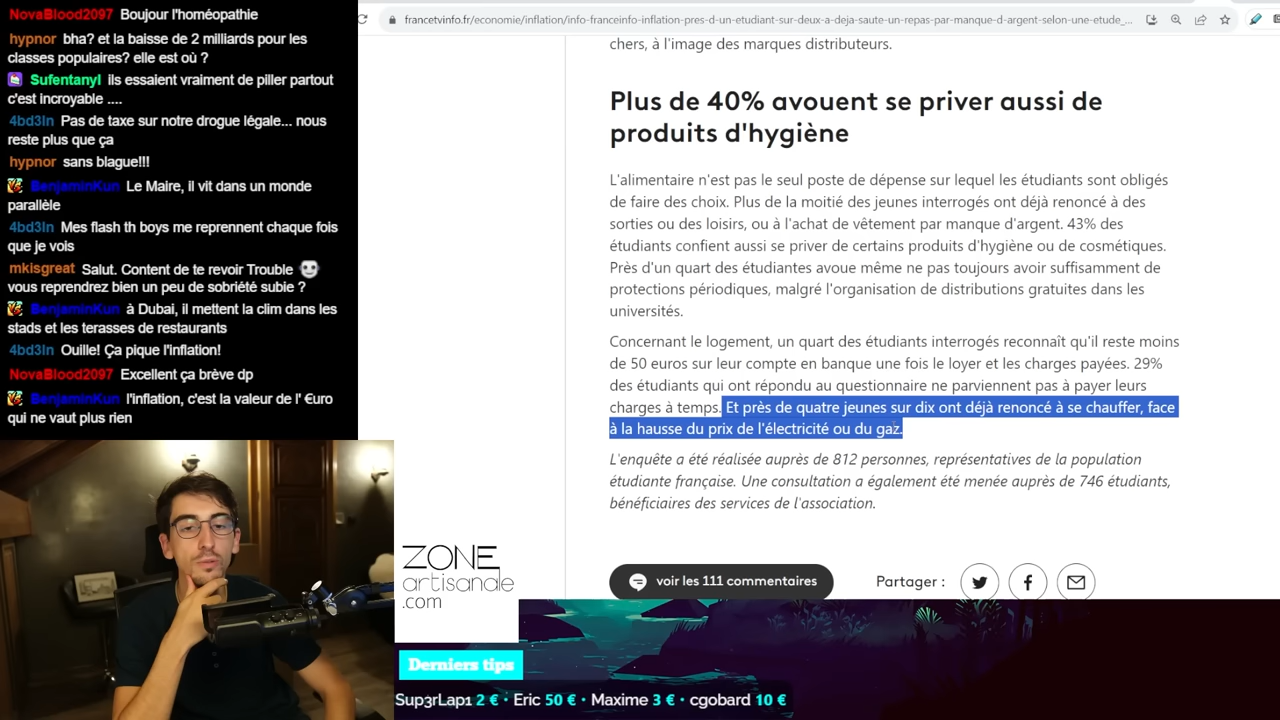 NovaBlood2097 Boujour l'homéopathie
hypnor bha? et la baisse de 2 milliards pour les
classes populaires? elle est où ?
Sufentanyl ils essaient vraiment de piller partout
c'est incroyable ....
4bd3ln Pas de taxe sur notre drogue légale... nous
reste plus que ça
hypnor sans blague!!!
BenjaminKun Le Maire, il vit dans un monde
parallèle
4bd3ln Mes flash th boys me reprennent chaque fois
que je vois
mkisgreat Salut. Content de te revoir Trouble
vous reprendrez bien un peu de sobriété subie ?
BenjaminKun à Dubai, il mettent la clim dans les
stads et les terasses de restaurants
4bd3ln Ouille! Ça pique l'inflation!
NovaBlood2097 Excellent ça brève dp
BenjaminKun l'inflation, c'est la valeur de l' €uro
qui ne vaut plus rien
francetvinfo.fr/economie/inflation/info-franceinfo-inflation-pres-d-un-etudiant-sur-deux-a-deja-saute-un-repas-par-manque-d-argent-selon-une-etude_...
chers, à l'image des marques distributeurs.
Plus de 40% avouent se priver aussi de
produits d'hygiène
L'alimentaire n'est pas le seul poste de dépense sur lequel les étudiants sont obligés
de faire des choix. Plus de la moitié des jeunes interrogés ont déjà renoncé à des
sorties ou des loisirs, ou à l'achat de vêtement par manque d'argent. 43% des
étudiants confient aussi se priver de certains produits d'hygiène ou de cosmétiques.
Près d'un quart des étudiantes avoue même ne pas toujours avoir suffisamment de
protections périodiques, malgré l'organisation de distributions gratuites dans les
universités.
Concernant le logement, un quart des étudiants interrogés reconnaît qu'il reste moins
de 50 euros sur leur compte en banque une fois le loyer et les charges payées. 29%
des étudiants qui ont répondu au questionnaire ne parviennent pas à payer leurs
charges à temps. Et près de quatre jeunes sur dix ont déjà renoncé à se chauffer, face
à la hausse du prix de l'électricité ou du gaz.
L'enquête a été réalisée auprès de 812 personnes, représentatives de la population
étudiante française. Une consultation a également été menée auprès de 746 étudiants,
bénéficiaires des services de l'association.
voir les 111 commentaires
Partager :
ZONE
artisanale
.com
Derniers tips
Sup3rLap1 2 € • Eric 50 € • Maxime 3 € • cgobard 10 €